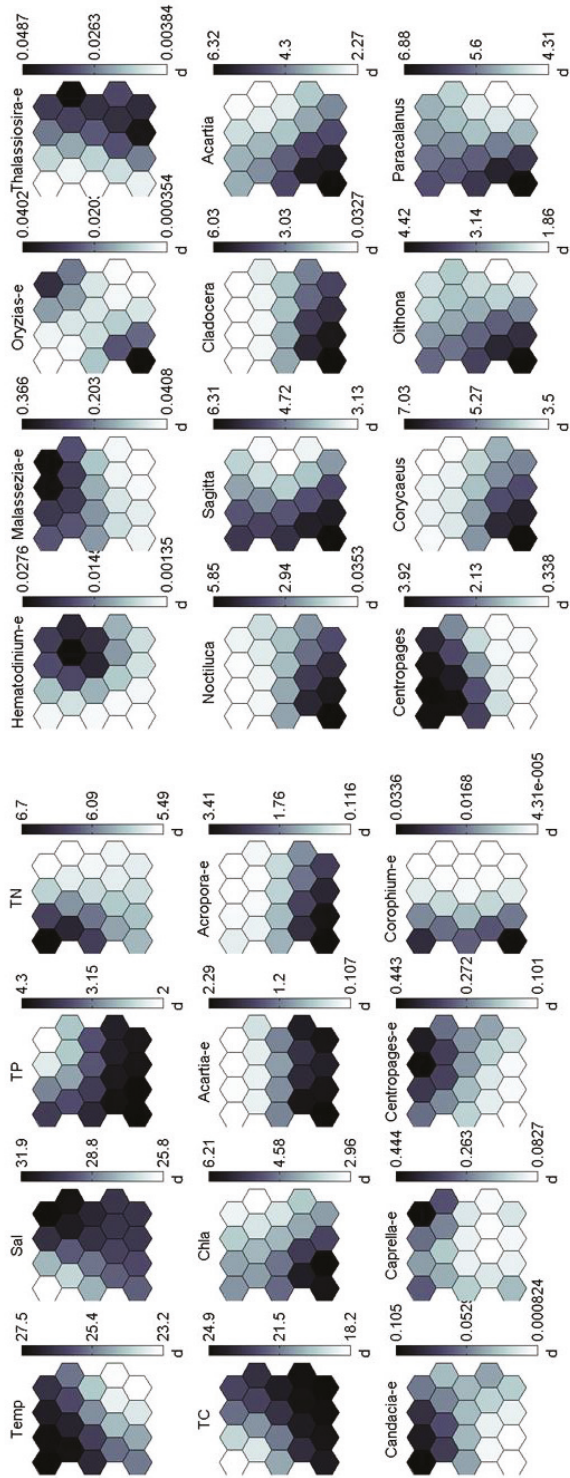 Temp
27.5
25.4
23.2
d
Sal
31.9
28.8
25.8
d
TP
4.3
3.15
2
d
TN
6.7
6.09
5.49
d
Hematodinium-e
0.0276
0.0145
0.00135
d
Malassezia-e
0.366
0.203
0.0408
d
Oryzias-e
0.0402
0.020
0.000354
d
Thalassiosira-e
0.0487
0.0263
0.00384
d
TC
24.9
21.5
18.2
d
Chla
6.21
4.58
2.96
d
Acartia-e
2.29
1.2
0.107
d
Acropora-e
3.41
1.76
0.116
d
Noctiluca
5.85
2.94
0.0353
d
Sagitta
6.31
4.72
3.13
d
Cladocera
6.03
3.03
0.0327
d
Acartia
6.32
4.3
2.27
d
Candacia-e
0.105
0.0529
0.000824
d
Caprella-e
0.444
0.263
0.0827
d
Centropages-e
0.443
0.272
0.101
d
Corophium-e
0.0336
0.0168
4.31e-005
d
Centropages
3.92
2.13
0.338
d
Corycaeus
7.03
5.27
3.5
d
Oithona
4.42
3.14
1.86
d
Paracalanus
6.88
5.6
4.31
d